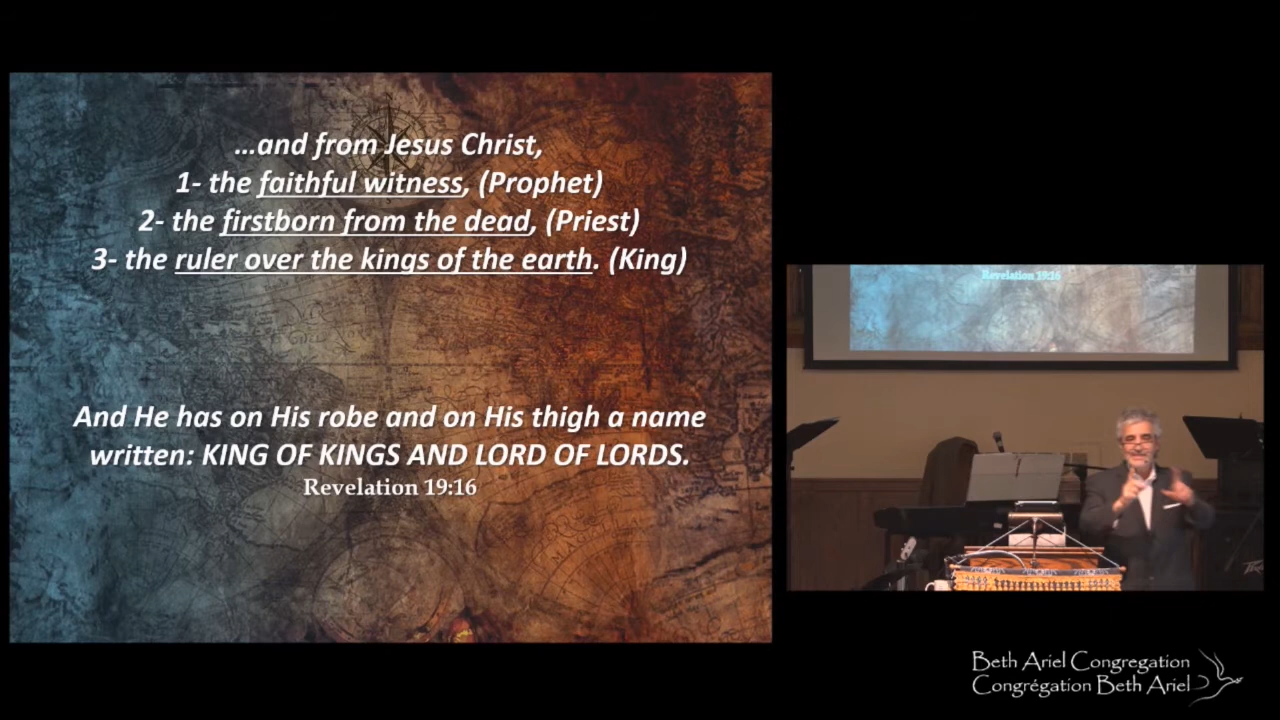 …and from Jesus Christ,
1- the faithful witness, (Prophet)
2- the firstborn from the dead, (Priest)
3- the ruler over the kings of the earth. (King)
And He has on His robe and on His thigh a name
written: KING OF KINGS AND LORD OF LORDS.
Revelation 19:16
Revelation 19:16
Beth Ariel Congregation
Congrégation Beth Ariel